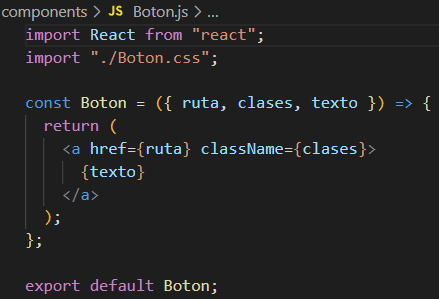 components > JS Boton.js > ...
import React from "react";
import "./Boton.css";
const Boton = ({ ruta, clases, texto }) => {
  return (
    <a href={ruta} className={clases}>
      {texto}
    </a>
  );
};
export default Boton;